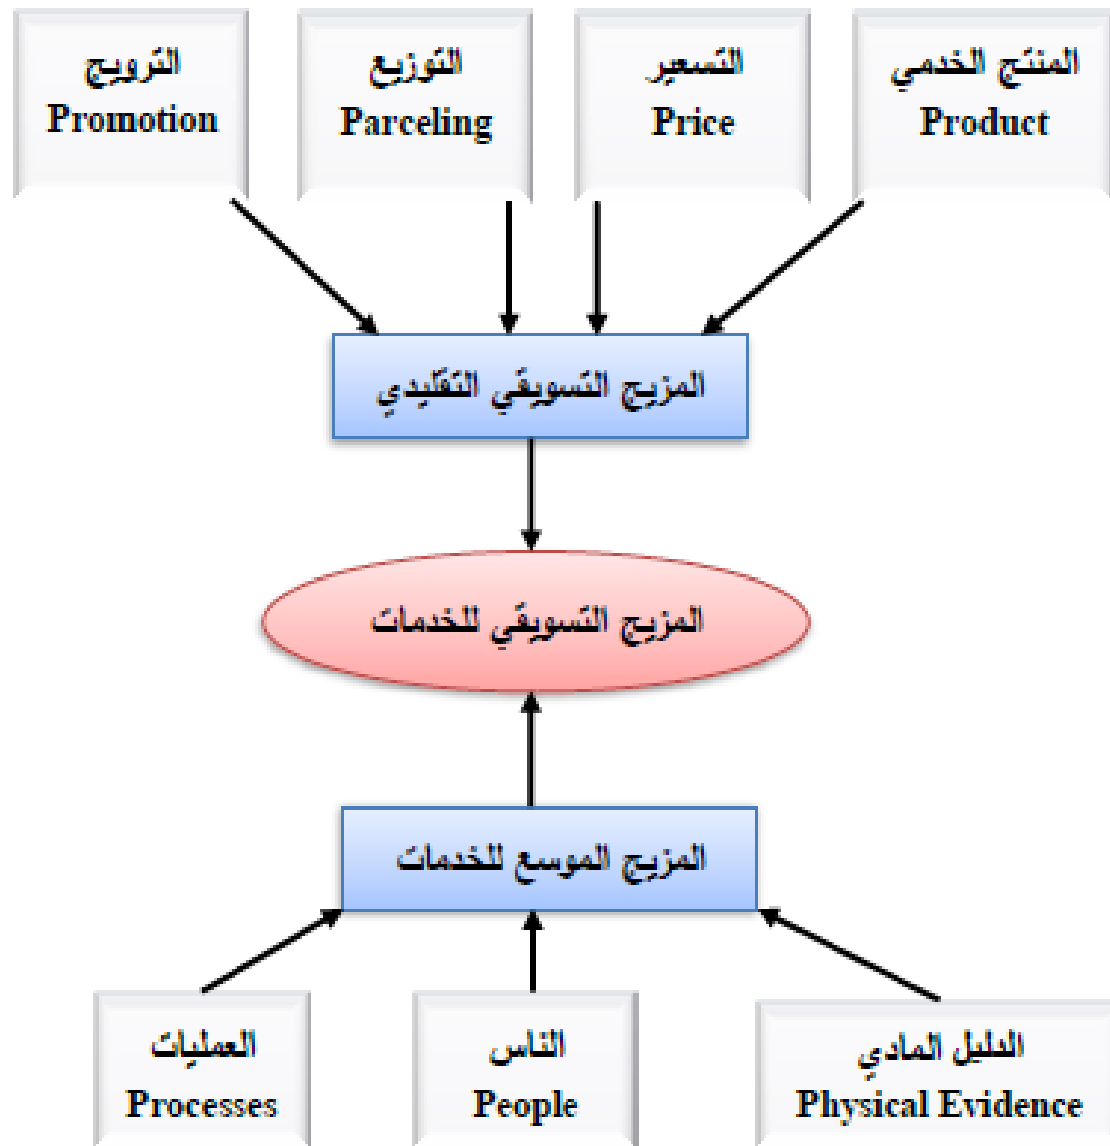 المنتج الخدمي
Product
التسعير
Price
التوزيع
Parceling
الترويج
Promotion
المزيج التسويقي التقليدي
المزيج التسويقي للخدمات
المزيج الموسع للخدمات
الدليل المادي
Physical Evidence
الناس
People
العمليات
Processes